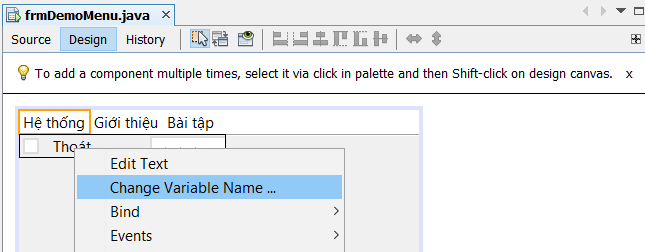 frmDemoMenu.java
Source Design History
To add a component multiple times, select it via click in palette and then Shift-click on design canvas. x
Hệ thống Giới thiệu Bài tập
Thoát
Edit Text
Change Variable Name ...
Bind
Events